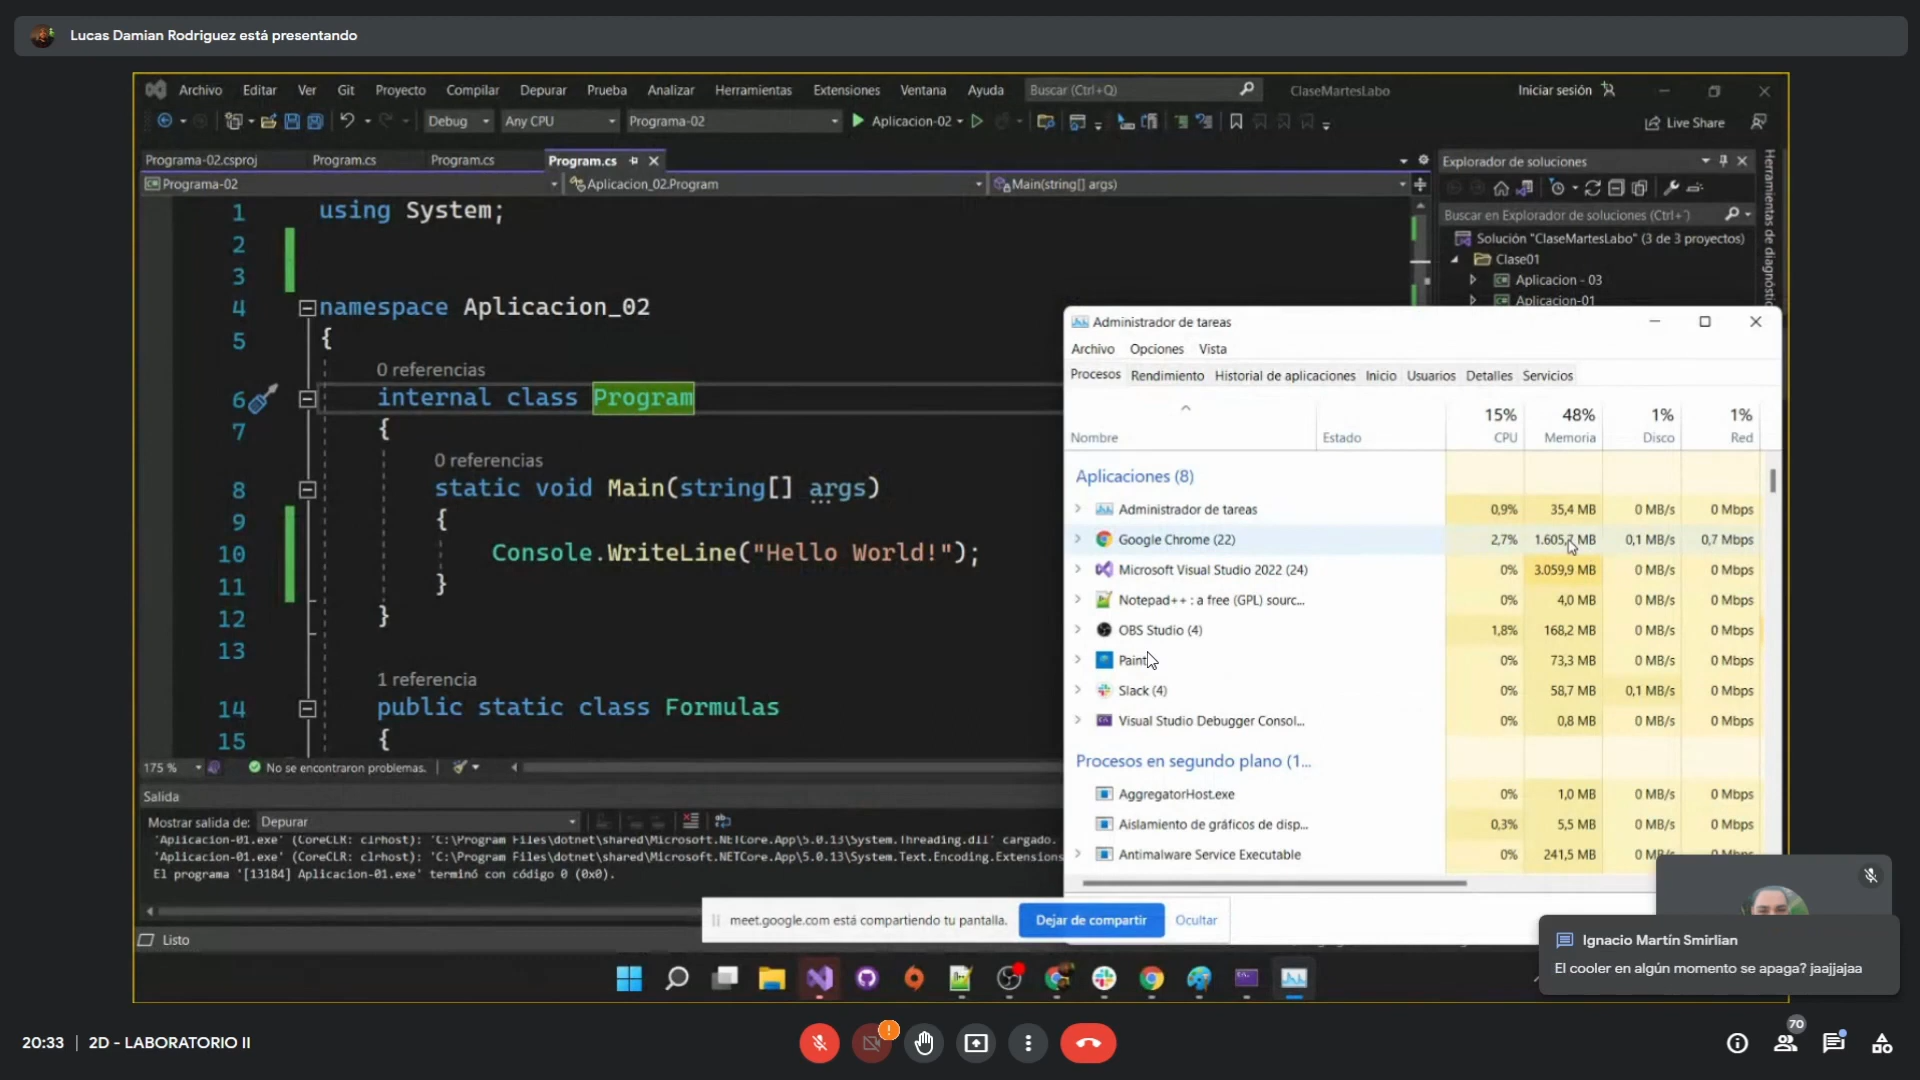 Lucas Damian Rodriguez está presentando
Archivo Editar Ver Git Proyecto Compilar Depurar Prueba Analizar Herramientas Extensiones Ventana Ayuda Buscar (Ctrl+Q) ClaseMartesLabo Iniciar sesión
Debug Any CPU Programa-02 Aplicacion-02 Live Share
Programa-02.csproj Program.cs Program.cs Program.cs
Programa-02 Aplicacion_02.Program Main(string[] args)
1 using System;
2
3
4 namespace Aplicacion_02
5 {
0 referencias
6 internal class Program
7 {
0 referencias
8 static void Main(string[] args)
9 {
10 Console.WriteLine("Hello World!");
11 }
12 }
13
1 referencia
14 public static class Formulas
15 {
175 % No se encontraron problemas.
Explorador de soluciones
Buscar en Explorador de soluciones (Ctrl+´)
Solución "ClaseMartesLabo" (3 de 3 proyectos)
Clase01
Aplicacion - 03
Aplicacion-01
Herramientas de diagnóstic
Administrador de tareas
Archivo Opciones Vista
Procesos Rendimiento Historial de aplicaciones Inicio Usuarios Detalles Servicios
15% 48% 1% 1%
Nombre Estado CPU Memoria Disco Red
Aplicaciones (8)
Administrador de tareas 0,9% 35,4 MB 0 MB/s 0 Mbps
Google Chrome (22) 2,7% 1.605,7 MB 0,1 MB/s 0,7 Mbps
Microsoft Visual Studio 2022 (24) 0% 3.059,9 MB 0 MB/s 0 Mbps
Notepad++ : a free (GPL) sourc... 0% 4,0 MB 0 MB/s 0 Mbps
OBS Studio (4) 1,8% 168,2 MB 0 MB/s 0 Mbps
Paint 0% 73,3 MB 0 MB/s 0 Mbps
Slack (4) 0% 58,7 MB 0,1 MB/s 0 Mbps
Visual Studio Debugger Consol... 0% 0,8 MB 0 MB/s 0 Mbps
Procesos en segundo plano (1...
AggregatorHost.exe 0% 1,0 MB 0 MB/s 0 Mbps
Aislamiento de gráficos de disp... 0,3% 5,5 MB 0 MB/s 0 Mbps
Antimalware Service Executable 0% 241,5 MB
Salida
Mostrar salida de: Depurar
'Aplicacion-01.exe' (CoreCLR: clrhost): 'C:\Program Files\dotnet\shared\Microsoft.NETCore.App\5.0.13\System.Threading.dll' cargado.
'Aplicacion-01.exe' (CoreCLR: clrhost): 'C:\Program Files\dotnet\shared\Microsoft.NETCore.App\5.0.13\System.Text.Encoding.Extensions
El programa '[13184] Aplicacion-01.exe' terminó con código 0 (0x0).
meet.google.com está compartiendo tu pantalla. Dejar de compartir Ocultar
Listo
Ignacio Martín Smirlian
El cooler en algún momento se apaga? jaajjajaa
20:33 2D - LABORATORIO II
70